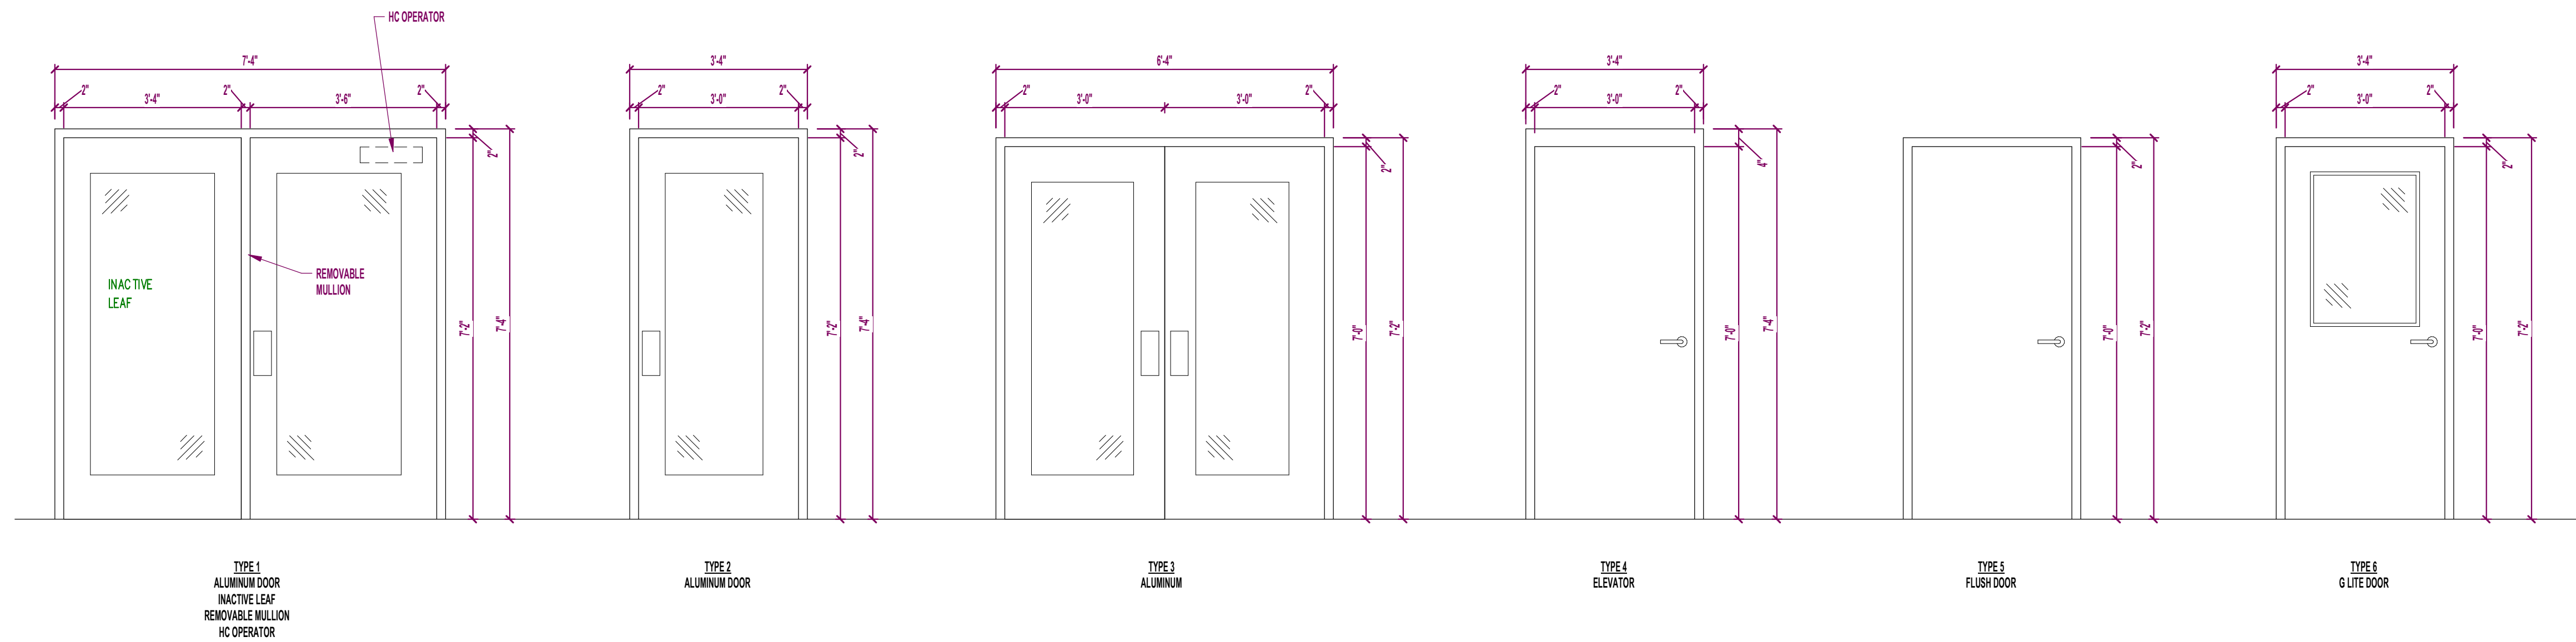 HC OPERATOR
7'-4"
2"
3'-4"
2"
3'-6"
2"
2"
7'-2"
7'-4"
INACTIVE
LEAF
REMOVABLE
MULLION
TYPE 1
ALUMINUM DOOR
INACTIVE LEAF
REMOVABLE MULLION
HC OPERATOR
3'-4"
2"
3'-0"
2"
2"
7'-2"
7'-4"
TYPE 2
ALUMINUM DOOR
6'-4"
2"
3'-0"
3'-0"
2"
2"
7'-0"
7'-2"
TYPE 3
ALUMINUM
3'-4"
2"
3'-0"
2"
4"
7'-0"
7'-4"
TYPE 4
ELEVATOR
2"
7'-0"
7'-2"
TYPE 5
FLUSH DOOR
3'-4"
2"
3'-0"
2"
2"
7'-0"
7'-2"
TYPE 6
G LITE DOOR